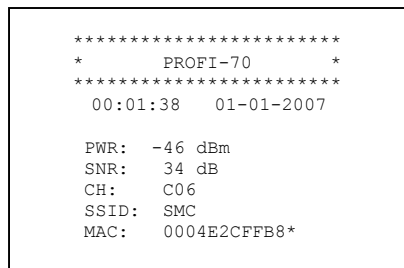 ************************
*       PROFI-70       *
************************
00:01:38   01-01-2007
PWR:  -46 dBm
SNR:   34 dB
CH:    C06
SSID:  SMC
MAC:   0004E2CFFB8*